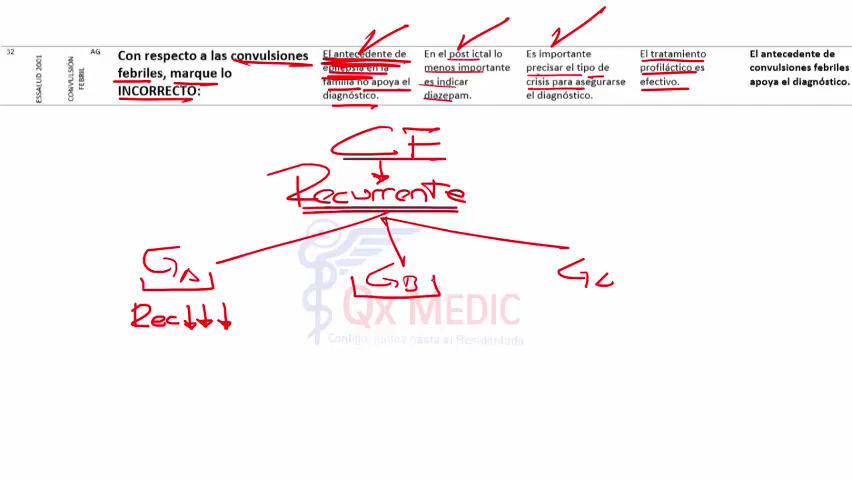 32
ESSALUD 2001
CONVULSIÓN FEBRIL
AG
Con respecto a las convulsiones
febriles, marque lo
INCORRECTO:
El antecedente de
epilepsia en la
familia no apoya el
diagnóstico.
En el post ictal lo
menos importante
es indicar
diazepam.
Es importante
precisar el tipo de
crisis para asegurarse
el diagnóstico.
El tratamiento
profiláctico es
efectivo.
El antecedente de
convulsiones febriles
apoya el diagnóstico.
CF
Recurrente
GA
GB
GC
Rec ↓↓↓
QX MEDIC
Contigo, juntos hasta el Residentado